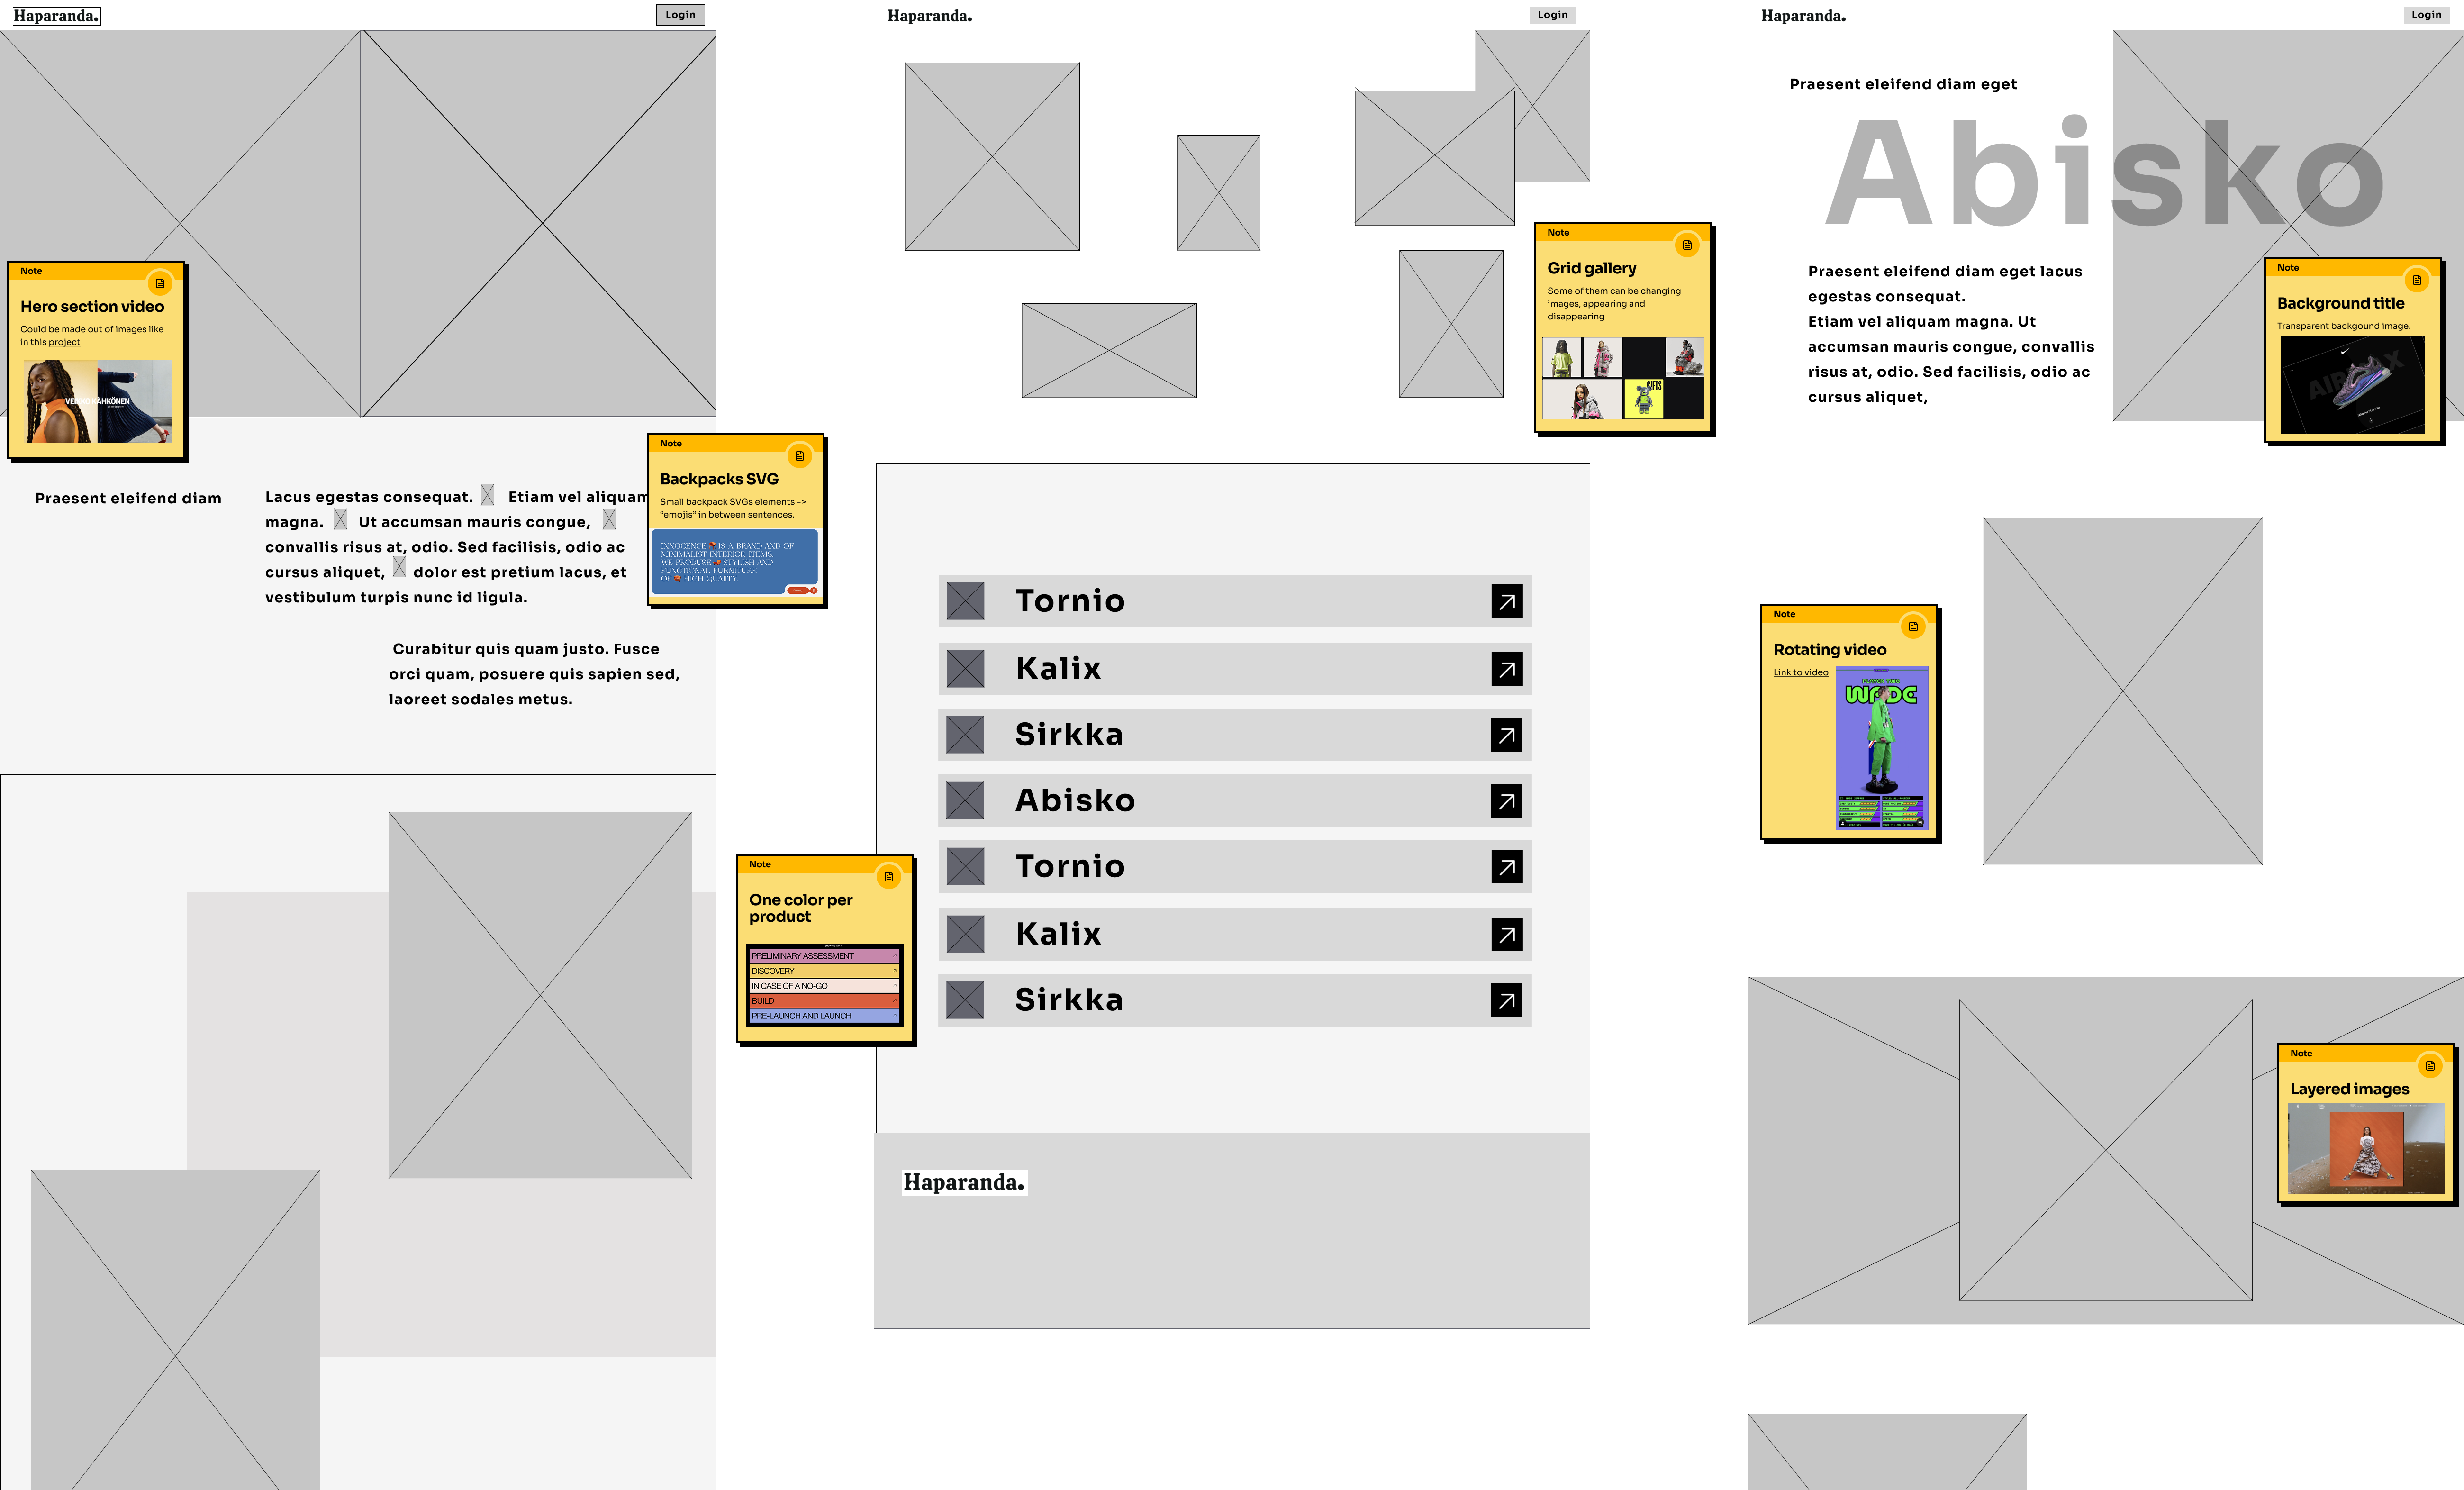 Haparanda.
Login
Note
Hero section video
Could be made out of images like
in this project
Praesent eleifend diam
Lacus egestas consequat. Etiam vel aliquam
magna. Ut accumsan mauris congue,
convallis risus at, odio. Sed facilisis, odio ac
cursus aliquet, dolor est pretium lacus, et
vestibulum turpis nunc id ligula.
Curabitur quis quam justo. Fusce
orci quam, posuere quis sapien sed,
laoreet sodales metus.
Note
Backpacks SVG
Small backpack SVGs elements ->
“emojis” in between sentences.
INNOCENCE IS A BRAND AND OF
MINIMALIST INTERIOR ITEMS.
WE PRODUSE STYLISH AND
FUNCTIONAL FURNITURE
OF HIGH QUALITY.
Haparanda.
Login
Note
Grid gallery
Some of them can be changing
images, appearing and
disappearing
GIFTS
Note
One color per
product
PRELIMINARY ASSESSMENT
DISCOVERY
IN CASE OF A NO-GO
BUILD
PRE-LAUNCH AND LAUNCH
Tornio
Kalix
Sirkka
Abisko
Tornio
Kalix
Sirkka
Haparanda.
Haparanda.
Login
Praesent eleifend diam eget
Abisko
Praesent eleifend diam eget lacus
egestas consequat.
Etiam vel aliquam magna. Ut
accumsan mauris congue, convallis
risus at, odio. Sed facilisis, odio ac
cursus aliquet,
Note
Background title
Transparent backgound image.
Note
Rotating video
Link to video
PLAYER TWO
WADE
Note
Layered images